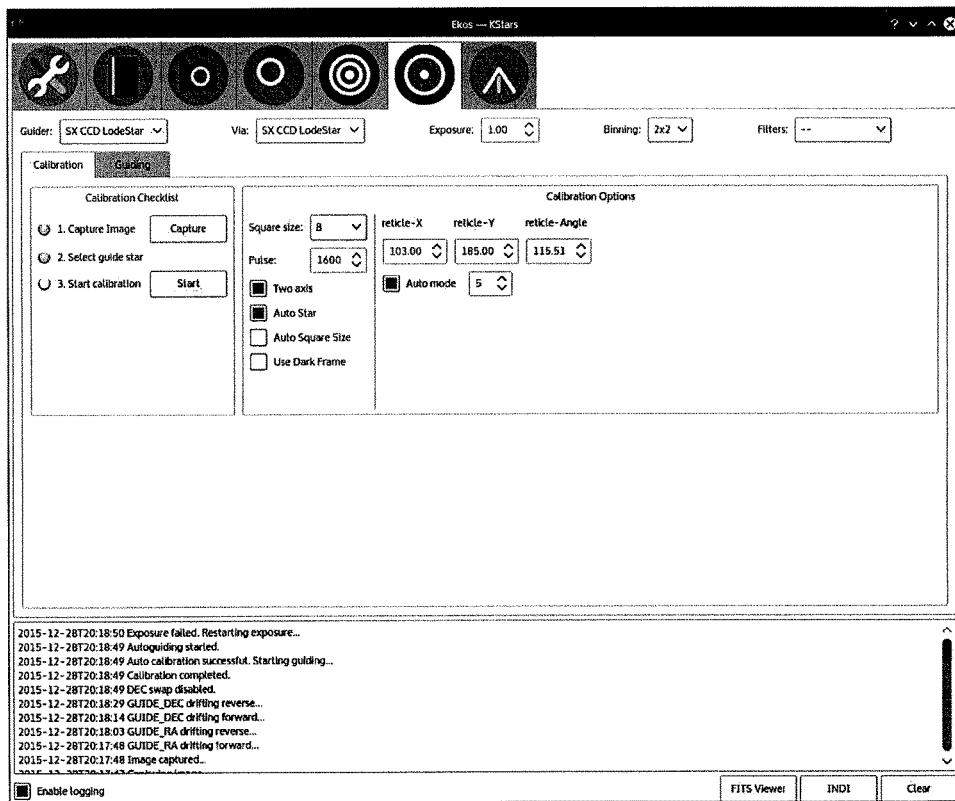 Ekos — KStars
Guider: SX CCD LodeStar Via: SX CCD LodeStar Exposure: 1.00 Binning: 2x2 Filters: --
Calibration Guiding
Calibration Checklist
1. Capture Image Capture
2. Select guide star
3. Start calibration Start
Calibration Options
Square size: 8 reticle-X reticle-Y reticle-Angle
Pulse: 1600 103.00 185.00 115.51
Two axis Auto mode 5
Auto Star
Auto Square Size
Use Dark Frame
2015-12-28T20:18:50 Exposure failed. Restarting exposure...
2015-12-28T20:18:49 Autoguiding started.
2015-12-28T20:18:49 Auto calibration successful. Starting guiding...
2015-12-28T20:18:49 Calibration completed.
2015-12-28T20:18:49 DEC swap disabled.
2015-12-28T20:18:29 GUIDE_DEC drifting reverse...
2015-12-28T20:18:14 GUIDE_DEC drifting forward...
2015-12-28T20:18:03 GUIDE_RA drifting reverse...
2015-12-28T20:17:48 GUIDE_RA drifting forward...
2015-12-28T20:17:48 Image captured...
Enable logging FITS Viewer INDI Clear